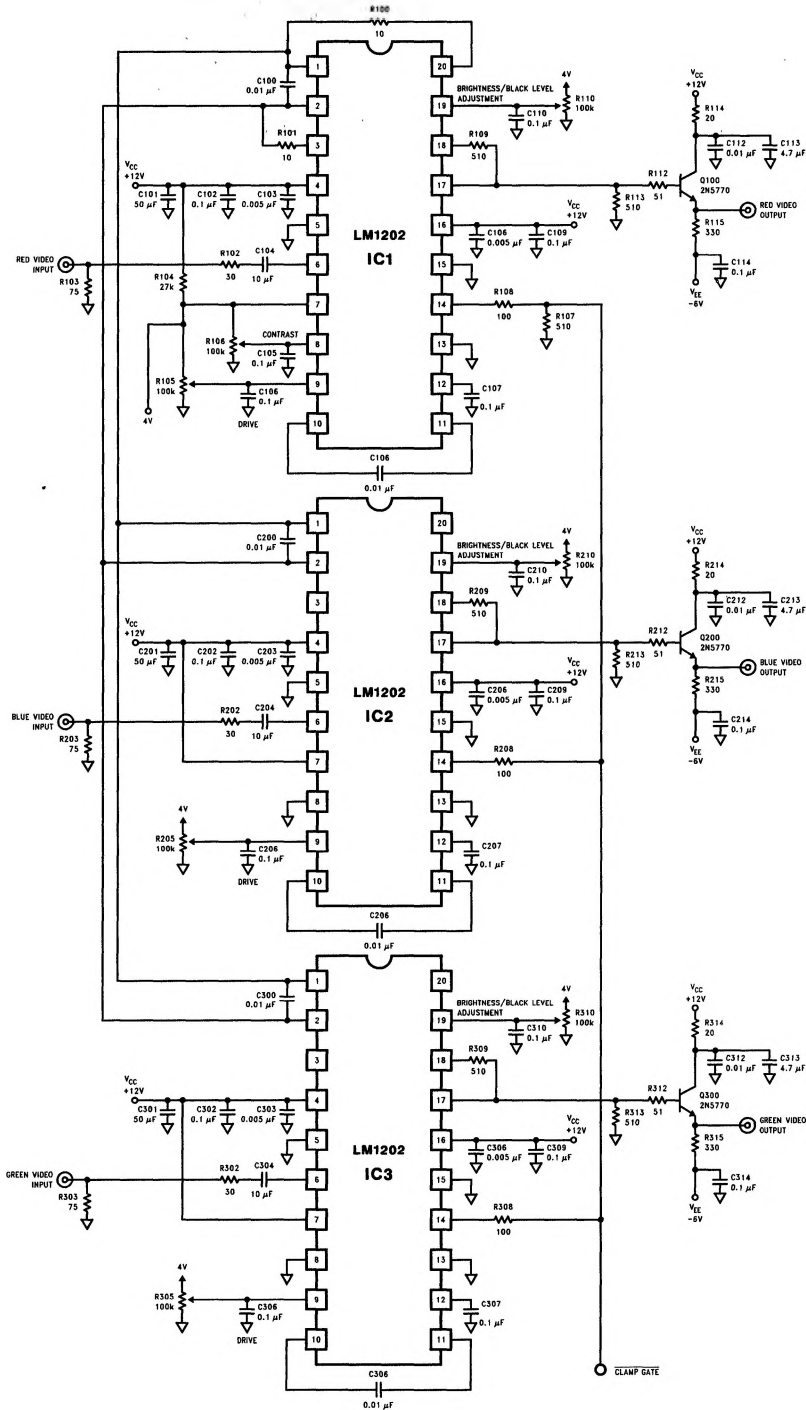 R100
10
1
20
C100
0.01 µF
BRIGHTNESS/BLACK LEVEL
ADJUSTMENT
4V
R110
100k
VCC
+12V
R114
20
2
19
C110
0.1 µF
R101
10
3
R109
510
18
C112
0.01 µF
C113
4.7 µF
VCC
+12V
4
17
R112
51
Q100
2N5770
C101
50 µF
C102
0.1 µF
C103
0.005 µF
R113
510
RED VIDEO
OUTPUT
R115
330
5
LM1202
IC1
16
VCC
+12V
C106
0.005 µF
C109
0.1 µF
RED VIDEO
INPUT
R103
75
R102
30
C104
10 µF
6
15
C114
0.1 µF
VEE
-6V
R104
27k
7
14
R108
100
R107
510
R106
100k
CONTRAST
C105
0.1 µF
8
13
R105
100k
4V
C106
0.1 µF
DRIVE
9
12
C107
0.1 µF
10
11
C106
0.01 µF
1
20
C200
0.01 µF
BRIGHTNESS/BLACK LEVEL
ADJUSTMENT
4V
R210
100k
VCC
+12V
R214
20
2
19
C210
0.1 µF
3
R209
510
18
C212
0.01 µF
C213
4.7 µF
VCC
+12V
4
17
R212
51
Q200
2N5770
C201
50 µF
C202
0.1 µF
C203
0.005 µF
R213
510
BLUE VIDEO
OUTPUT
R215
330
5
LM1202
IC2
16
VCC
+12V
C206
0.005 µF
C209
0.1 µF
BLUE VIDEO
INPUT
R203
75
R202
30
C204
10 µF
6
15
C214
0.1 µF
VEE
-6V
7
14
R208
100
8
13
4V
R205
100k
C206
0.1 µF
DRIVE
9
12
C207
0.1 µF
10
11
C206
0.01 µF
1
20
C300
0.01 µF
BRIGHTNESS/BLACK LEVEL
ADJUSTMENT
4V
R310
100k
VCC
+12V
R314
20
2
19
C310
0.1 µF
3
R309
510
18
C312
0.01 µF
C313
4.7 µF
VCC
+12V
4
17
R312
51
Q300
2N5770
C301
50 µF
C302
0.1 µF
C303
0.005 µF
R313
510
GREEN VIDEO
OUTPUT
R315
330
5
LM1202
IC3
16
VCC
+12V
C306
0.005 µF
C309
0.1 µF
GREEN VIDEO
INPUT
R303
75
R302
30
C304
10 µF
6
15
C314
0.1 µF
VEE
-6V
7
14
R308
100
8
13
4V
R305
100k
C306
0.1 µF
DRIVE
9
12
C307
0.1 µF
10
11
C306
0.01 µF
CLAMP GATE